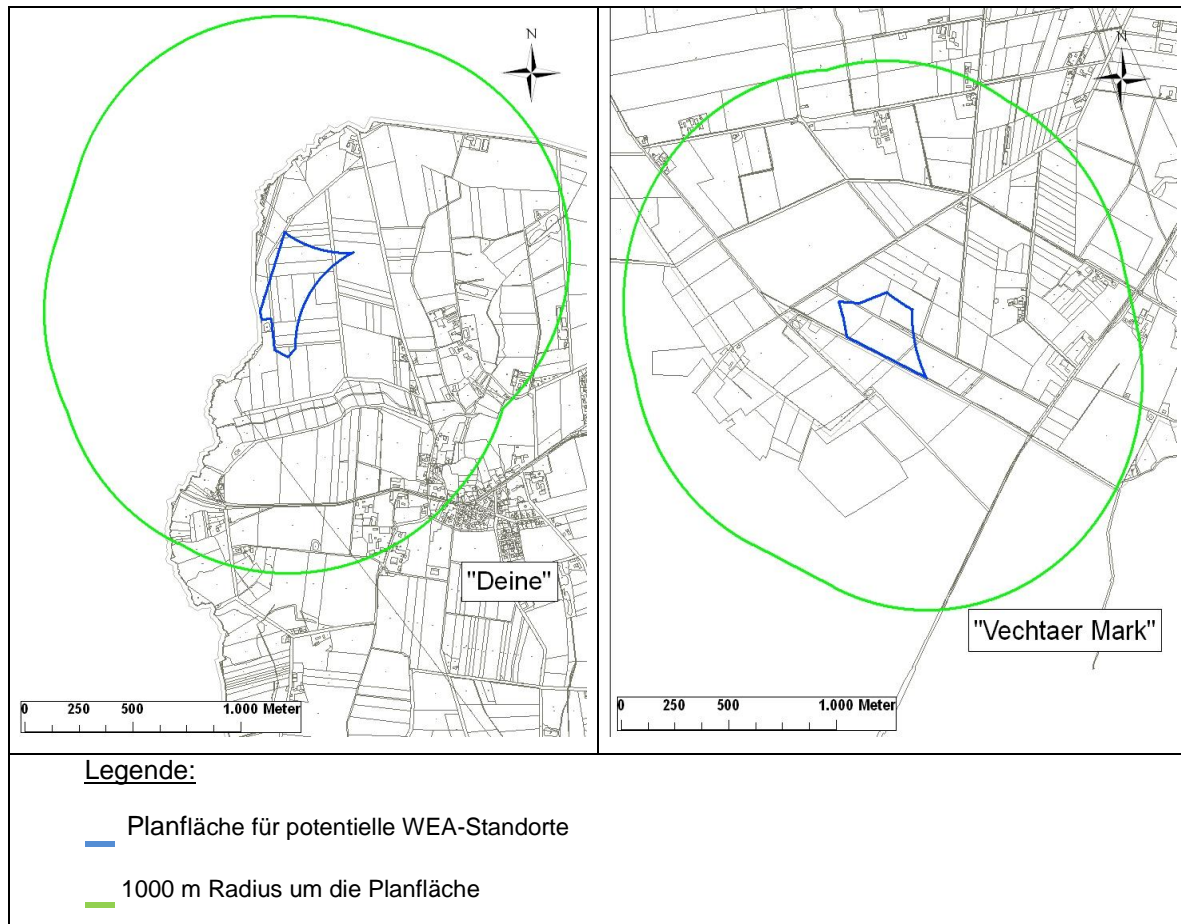 N
"Deine"
0 250 500 1.000 Meter
N
"Vechtaer Mark"
0 250 500 1.000 Meter
Legende:
Planfläche für potentielle WEA-Standorte
1000 m Radius um die Planfläche